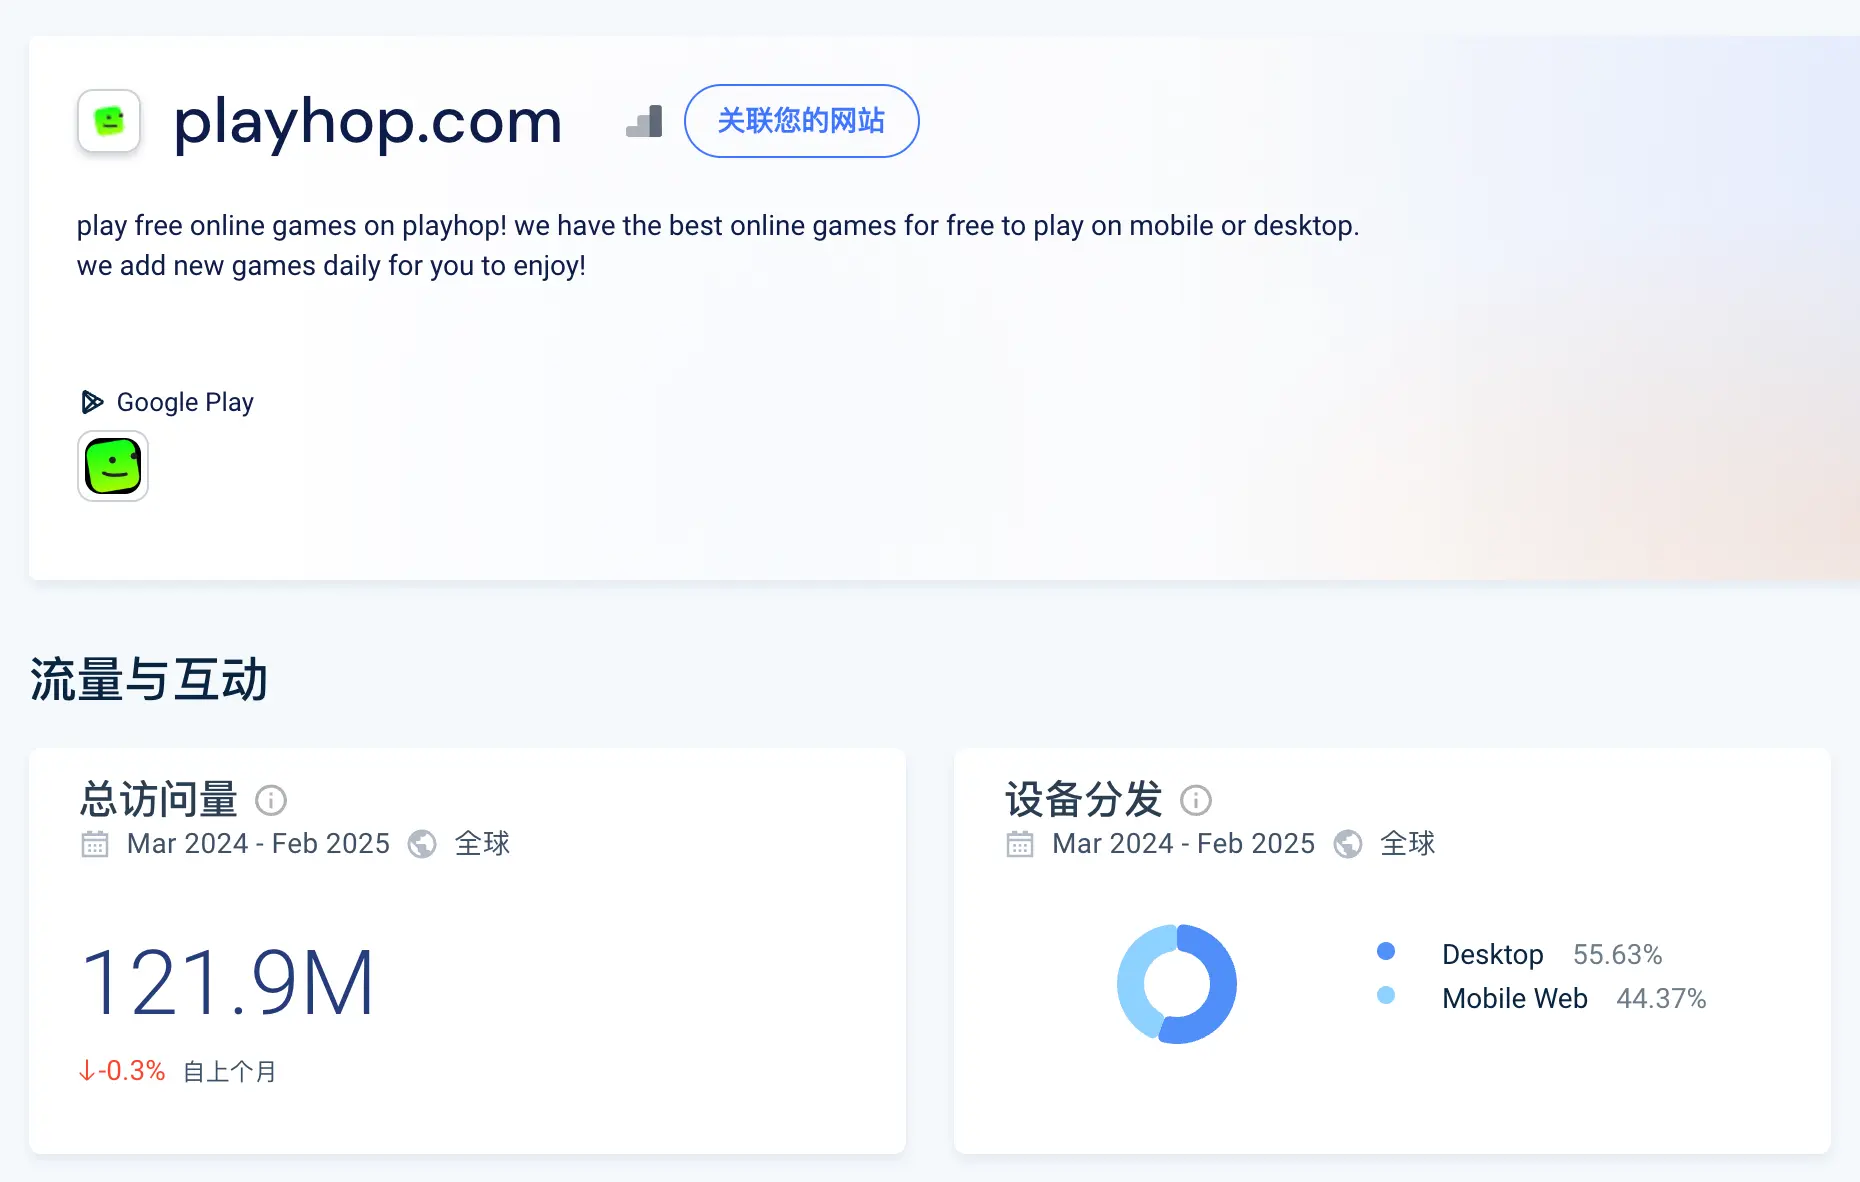 playhop.com
关联您的网站
play free online games on playhop! we have the best online games for free to play on mobile or desktop.
we add new games daily for you to enjoy!
Google Play
流量与互动
总访问量
Mar 2024 - Feb 2025 全球
121.9M
↓-0.3% 自上个月
设备分发
Mar 2024 - Feb 2025 全球
Desktop 55.63%
Mobile Web 44.37%